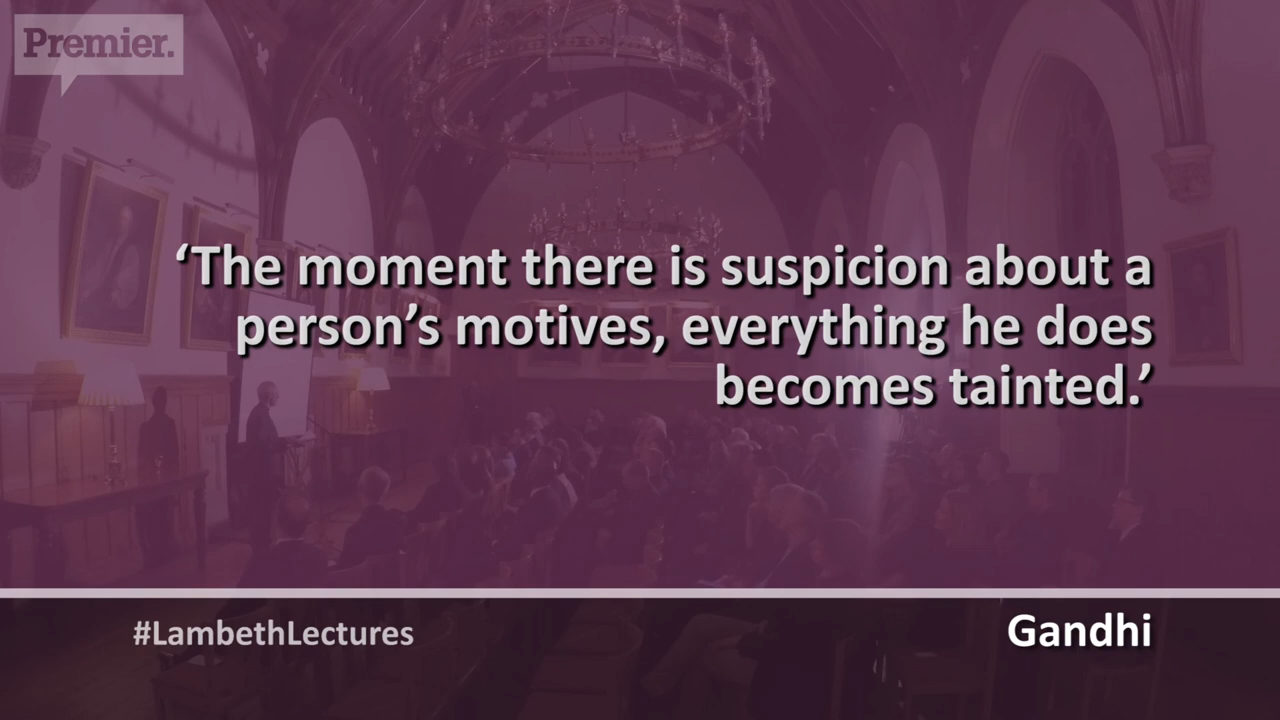 Premier.
‘The moment there is suspicion about a
person’s motives, everything he does
becomes tainted.’
#LambethLectures
Gandhi